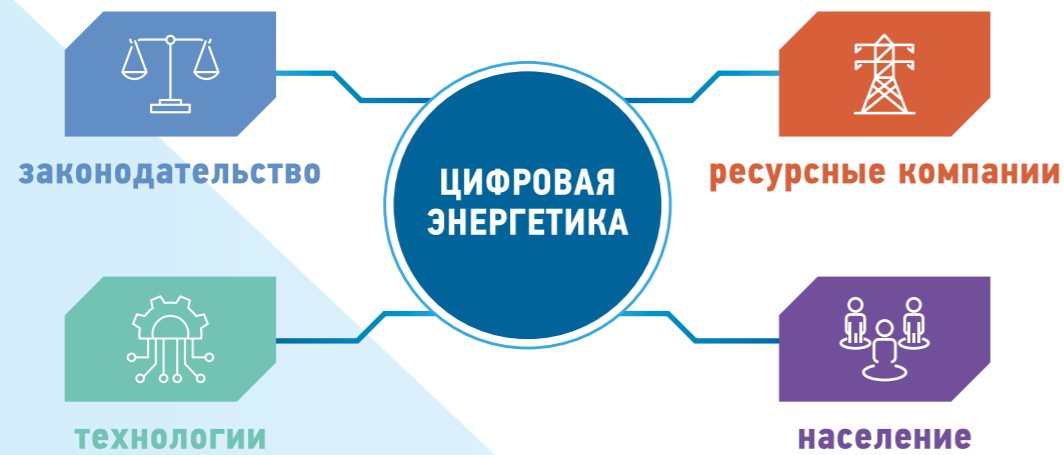 законодательство
ЦИФРОВАЯ
ЭНЕРГЕТИКА
ресурсные компании
технологии
население